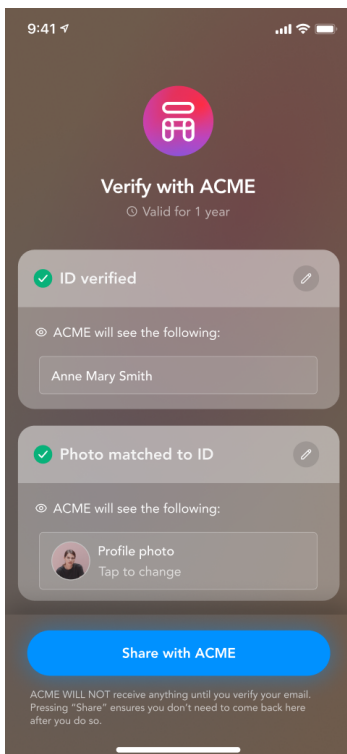 9:41
Verify with ACME
Valid for 1 year
ID verified
ACME will see the following:
Anne Mary Smith
Photo matched to ID
ACME will see the following:
Profile photo
Tap to change
Share with ACME
ACME WILL NOT receive anything until you verify your email.
Pressing “Share” ensures you don’t need to come back here
after you do so.